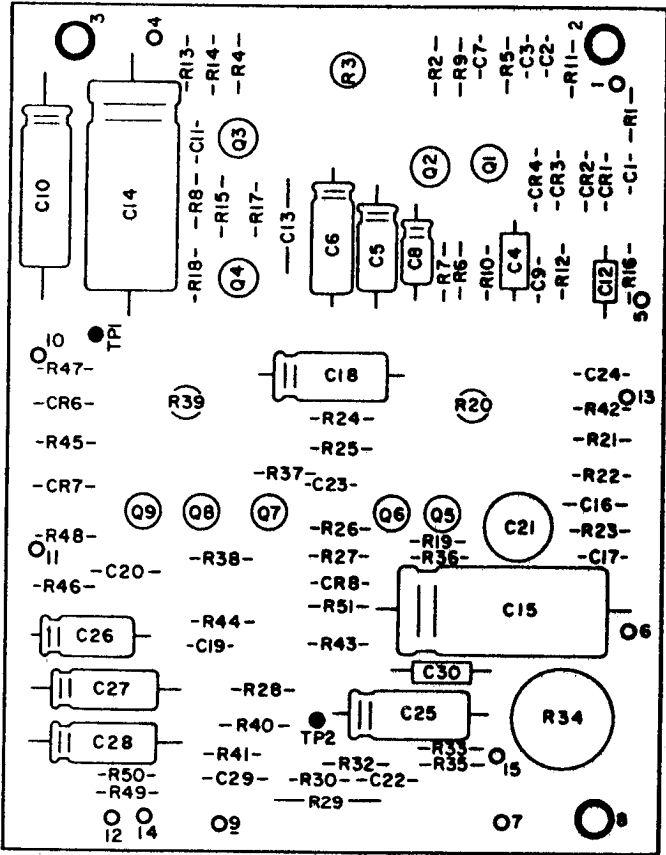 3
4
-R13-
-R14-
-R4-
R3
-R2-
-R9-
-C7-
-R5-
-C3-
-C2-
-R11-
2
1
-R1-
C10
C14
-C11-
Q3
Q2
Q1
-CR4-
-CR3-
-CR2-
-CR1-
-C1-
-R8-
-R15-
-R17-
-C13-
C6
C5
C8
-R18-
Q4
-R7-
-R6-
-R10-
C4
-C9-
-R12-
C12
-R16-
5
10
TP1
-R47-
C18
-C24-
-CR6-
R39
R20
13
-R42-
-R24-
-R45-
-R25-
-R21-
-R37-
-C23-
-R22-
-CR7-
-C16-
Q9
Q8
Q7
Q6
Q5
C21
-R48-
-R26-
-R19-
-R23-
11
-R38-
-R27-
-R36-
-C17-
-C20-
-R46-
-CR8-
-R51-
C15
-R44-
C26
-C19-
-R43-
6
C30
C27
-R28-
C25
R34
-R40-
TP2
C28
-R41-
-R33-
-R32-
-R35-
15
-R50-
-C29-
-R30-
-C22-
-R49-
-R29-
12
14
9
7
8